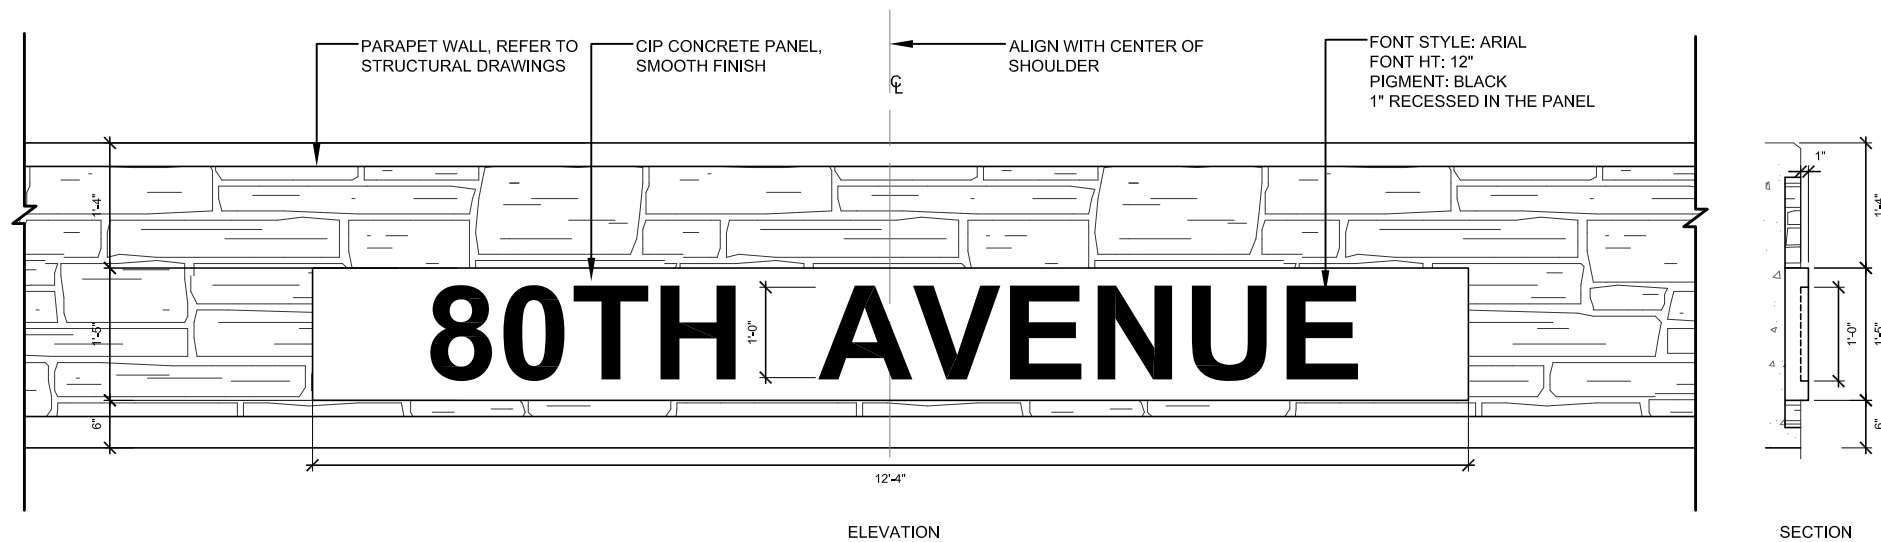 PARAPET WALL, REFER TO
STRUCTURAL DRAWINGS
CIP CONCRETE PANEL,
SMOOTH FINISH
ALIGN WITH CENTER OF
SHOULDER
CL
FONT STYLE: ARIAL
FONT HT: 12"
PIGMENT: BLACK
1" RECESSED IN THE PANEL
1'-4"
1'-5"
6"
80TH AVENUE
1'-0"
12'-4"
ELEVATION
1"
1'-4"
1'-0"
1'-5"
6"
SECTION